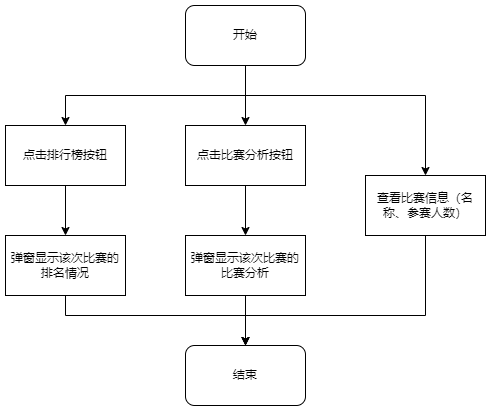 开始
点击排行榜按钮
点击比赛分析按钮
查看比赛信息（名
称、参赛人数）
弹窗显示该次比赛的
排名情况
弹窗显示该次比赛的
比赛分析
结束